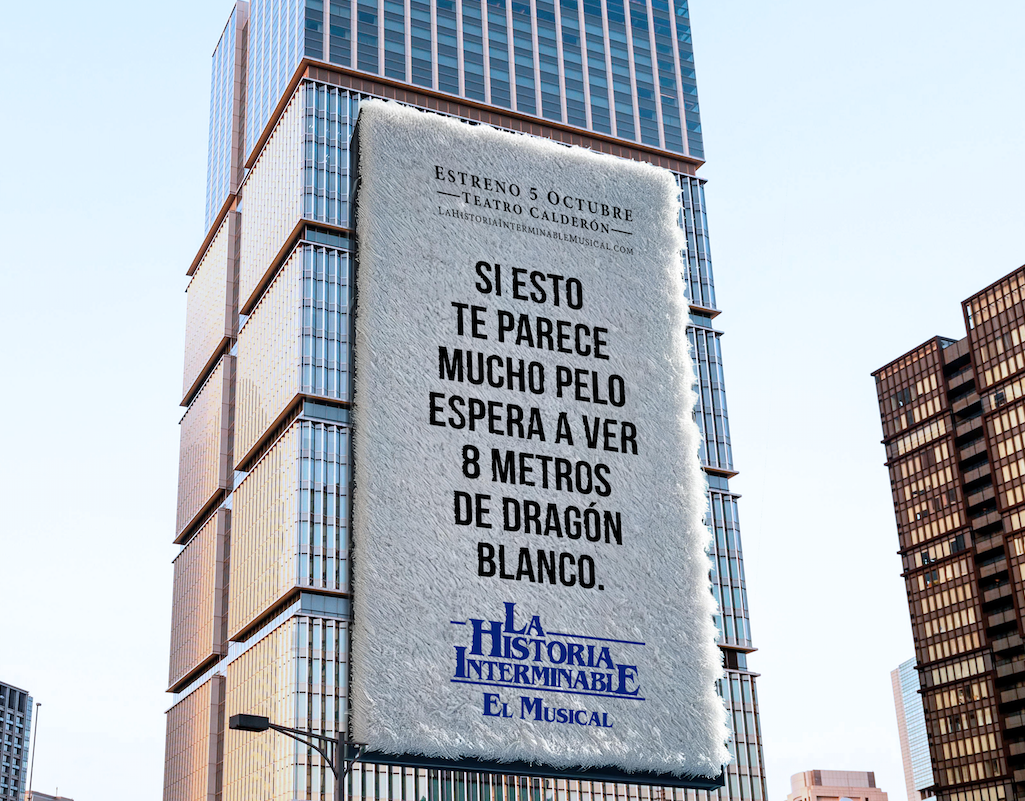 ESTRENO 5 OCTUBRE
TEATRO CALDERÓN
LAHISTORIAINTERMINABLEMUSICAL.COM
SI ESTO
TE PARECE
MUCHO PELO
ESPERA A VER
8 METROS
DE DRAGÓN
BLANCO.
LA
HISTORIA
INTERMINABLE
EL MUSICAL